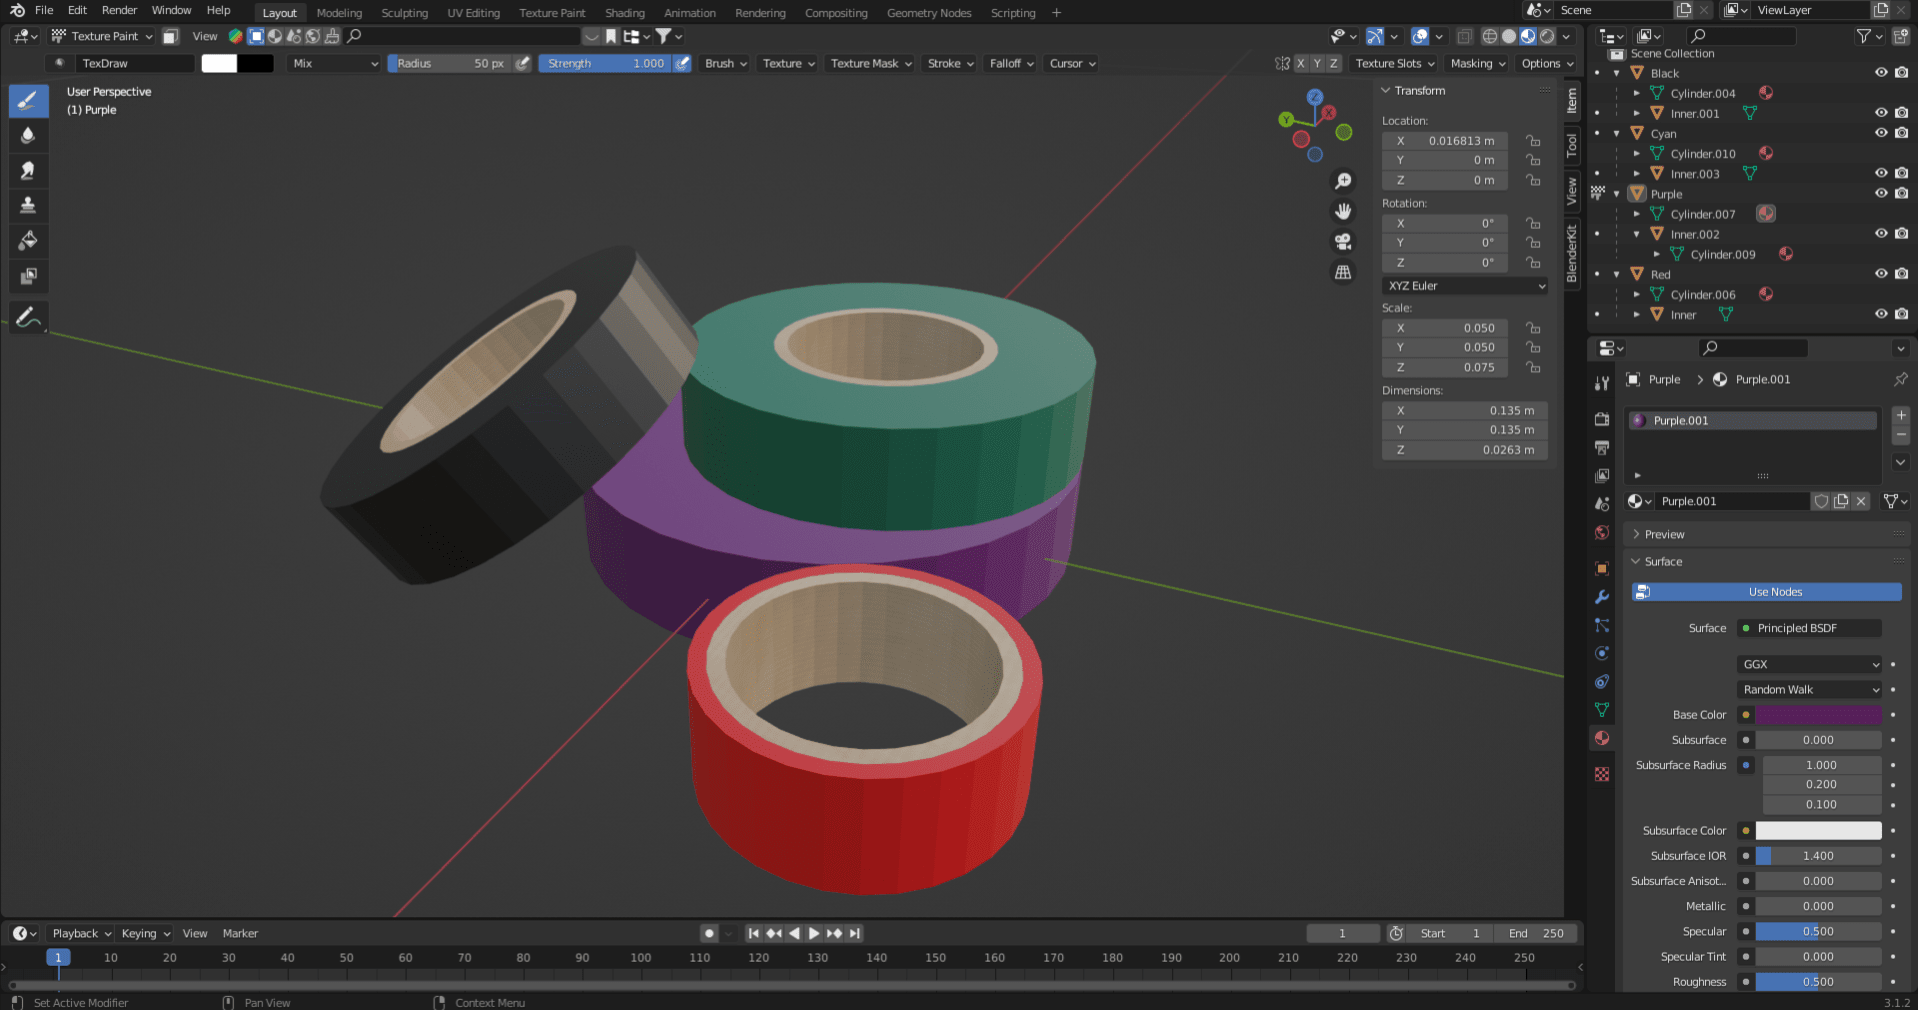 File Edit Render Window Help Layout Modeling Sculpting UV Editing Texture Paint Shading Animation Rendering Compositing Geometry Nodes Scripting + Scene ViewLayer
Texture Paint View
TexDraw Mix Radius 50 px Strength 1.000 Brush Texture Texture Mask Stroke Falloff Cursor X Y Z Texture Slots Masking Options
User Perspective
(1) Purple
Z
X
Y
Transform
Location:
X 0.016813 m
Y 0 m
Z 0 m
Rotation:
X 0°
Y 0°
Z 0°
XYZ Euler
Scale:
X 0.050
Y 0.050
Z 0.075
Dimensions:
X 0.135 m
Y 0.135 m
Z 0.0263 m
Item
Tool
View
BlenderKit
Scene Collection
Black
Cylinder.004
Inner.001
Cyan
Cylinder.010
Inner.003
Purple
Cylinder.007
Inner.002
Cylinder.009
Red
Cylinder.006
Inner
Purple > Purple.001
Purple.001
Purple.001
Preview
Surface
Use Nodes
Surface Principled BSDF
GGX
Random Walk
Base Color
Subsurface 0.000
Subsurface Radius 1.000
0.200
0.100
Subsurface Color
Subsurface IOR 1.400
Subsurface Anisot... 0.000
Metallic 0.000
Specular 0.500
Specular Tint 0.000
Roughness 0.500
Playback Keying View Marker 1 Start 1 End 250
1 10 20 30 40 50 60 70 80 90 100 110 120 130 140 150 160 170 180 190 200 210 220 230 240 250
Set Active Modifier Pan View Context Menu 3.1.2